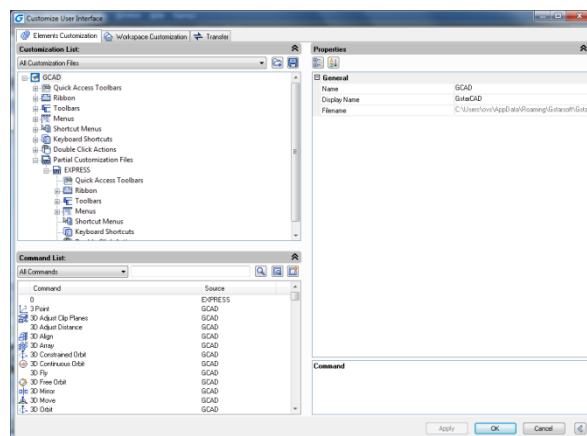 Customize User Interface
Elements Customization
Workspace Customization
Transfer
Customization List:
All Customization Files
GCAD
Quick Access Toolbars
Ribbon
Toolbars
Menus
Shortcut Menus
Keyboard Shortcuts
Double Click Actions
Partial Customization Files
EXPRESS
Quick Access Toolbars
Ribbon
Toolbars
Menus
Shortcut Menus
Keyboard Shortcuts
Command List:
All Commands
Command Source
0 EXPRESS
3 Point GCAD
3D Adjust Clip Planes GCAD
3D Adjust Distance GCAD
3D Align GCAD
3D Array GCAD
3D Constrained Orbit GCAD
3D Continuous Orbit GCAD
3D Fly GCAD
3D Free Orbit GCAD
3D Mirror GCAD
3D Move GCAD
3D Orbit GCAD
Properties
General
Name GCAD
Display Name GstarCAD
Filename C:\Users\ovs\AppData\Roaming\Gstarsoft\Gsta
Command
Apply OK Cancel